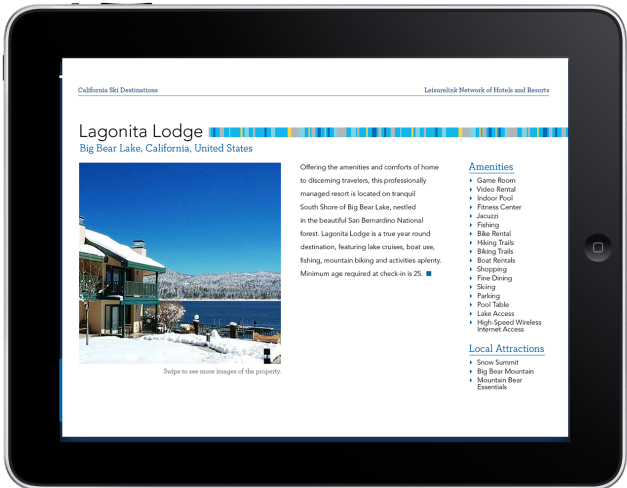 California Ski Destinations
Leisurelink Network of Hotels and Resorts
Lagonita Lodge
Big Bear Lake, California, United States
Offering the amenities and comforts of home
to discerning travelers, this professionally
managed resort is located on tranquil
South Shore of Big Bear Lake, nestled
in the beautiful San Bernardino National
forest. Lagonita Lodge is a true year round
destination, featuring lake cruises, boat use,
fishing, mountain biking and activities aplenty.
Minimum age required at check-in is 25.
Swipe to see more images of the property.
Amenities
Game Room
Video Rental
Indoor Pool
Fitness Center
Jacuzzi
Fishing
Bike Rental
Hiking Trails
Biking Trails
Boat Rentals
Shopping
Fine Dining
Skiing
Parking
Pool Table
Lake Access
High-Speed Wireless
Internet Access
Local Attractions
Snow Summit
Big Bear Mountain
Mountain Bear
Essentials